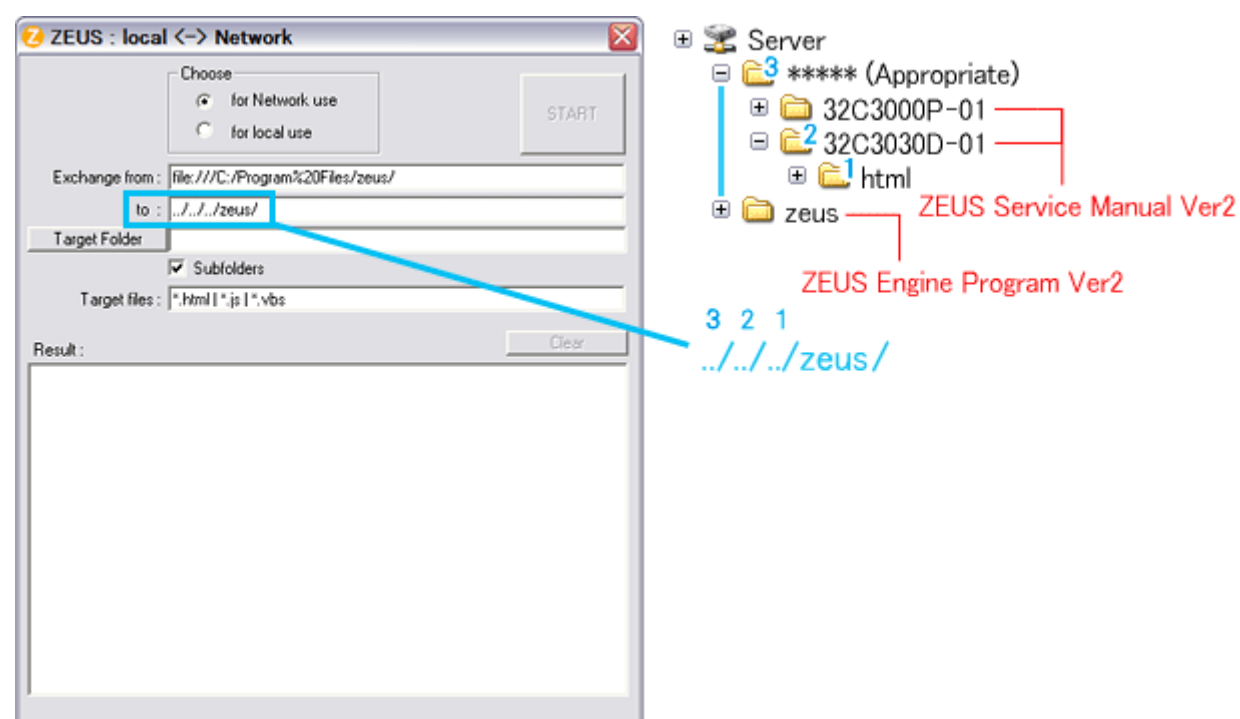 ZEUS : local <-> Network
Choose
for Network use
for local use
START
Exchange from : file:///C:/Program%20Files/zeus/
to : ../../../zeus/
Target Folder
Subfolders
Target files : *.html | *.js | *.vbs
Result :
Clear
Server
3 ***** (Appropriate)
32C3000P-01
2 32C3030D-01
1 html
zeus
ZEUS Service Manual Ver2
ZEUS Engine Program Ver2
3 2 1
../../../zeus/